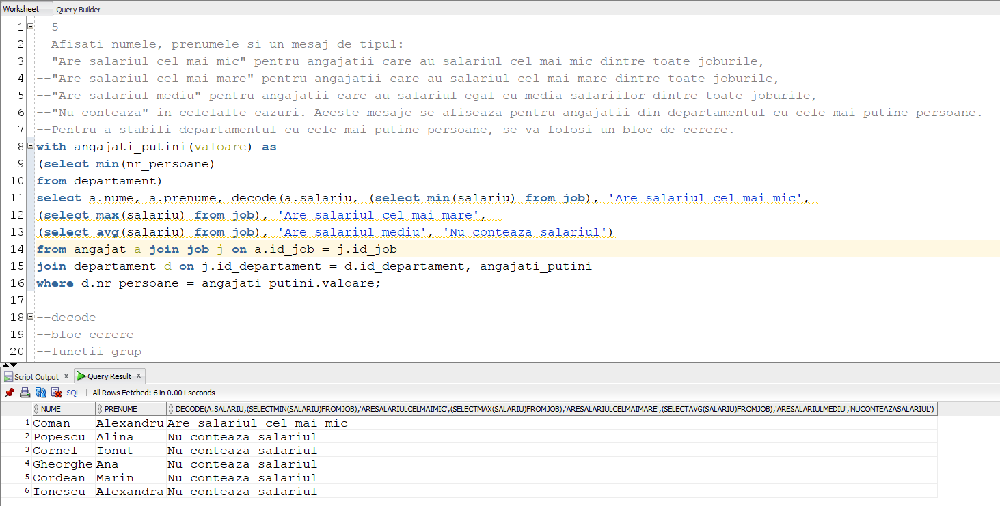 Worksheet Query Builder
1 --5
2 --Afisati numele, prenumele si un mesaj de tipul:
3 --"Are salariul cel mai mic" pentru angajatii care au salariul cel mai mic dintre toate joburile,
4 --"Are salariul cel mai mare" pentru angajatii care au salariul cel mai mare dintre toate joburile,
5 --"Are salariul mediu" pentru angajatii care au salariul egal cu media salariilor dintre toate joburile,
6 --"Nu conteaza" in celelalte cazuri. Aceste mesaje se afiseaza pentru angajatii din departamentul cu cele mai putine persoane.
7 --Pentru a stabili departamentul cu cele mai putine persoane, se va folosi un bloc de cerere.
8 with angajati_putini(valoare) as
9 (select min(nr_persoane)
10 from departament)
11 select a.nume, a.prenume, decode(a.salariu, (select min(salariu) from job), 'Are salariul cel mai mic',
12 (select max(salariu) from job), 'Are salariul cel mai mare',
13 (select avg(salariu) from job), 'Are salariul mediu', 'Nu conteaza salariul')
14 from angajat a join job j on a.id_job = j.id_job
15 join departament d on j.id_departament = d.id_departament, angajati_putini
16 where d.nr_persoane = angajati_putini.valoare;
17
18 --decode
19 --bloc cerere
20 --functii grup
Script Output x Query Result x
SQL | All Rows Fetched: 6 in 0.001 seconds
NUME PRENUME DECODE(A.SALARIU,(SELECTMIN(SALARIU)FROMJOB),'ARESALARIULCELMAIMIC',(SELECTMAX(SALARIU)FROMJOB),'ARESALARIULCELMAIMARE',(SELECTAVG(SALARIU)FROMJOB),'ARESALARIULMEDIU','NUCONTEAZASALARIUL')
1 Coman Alexandru Are salariul cel mai mic
2 Popescu Alina Nu conteaza salariul
3 Cornel Ionut Nu conteaza salariul
4 Gheorghe Ana Nu conteaza salariul
5 Cordean Marin Nu conteaza salariul
6 Ionescu Alexandra Nu conteaza salariul